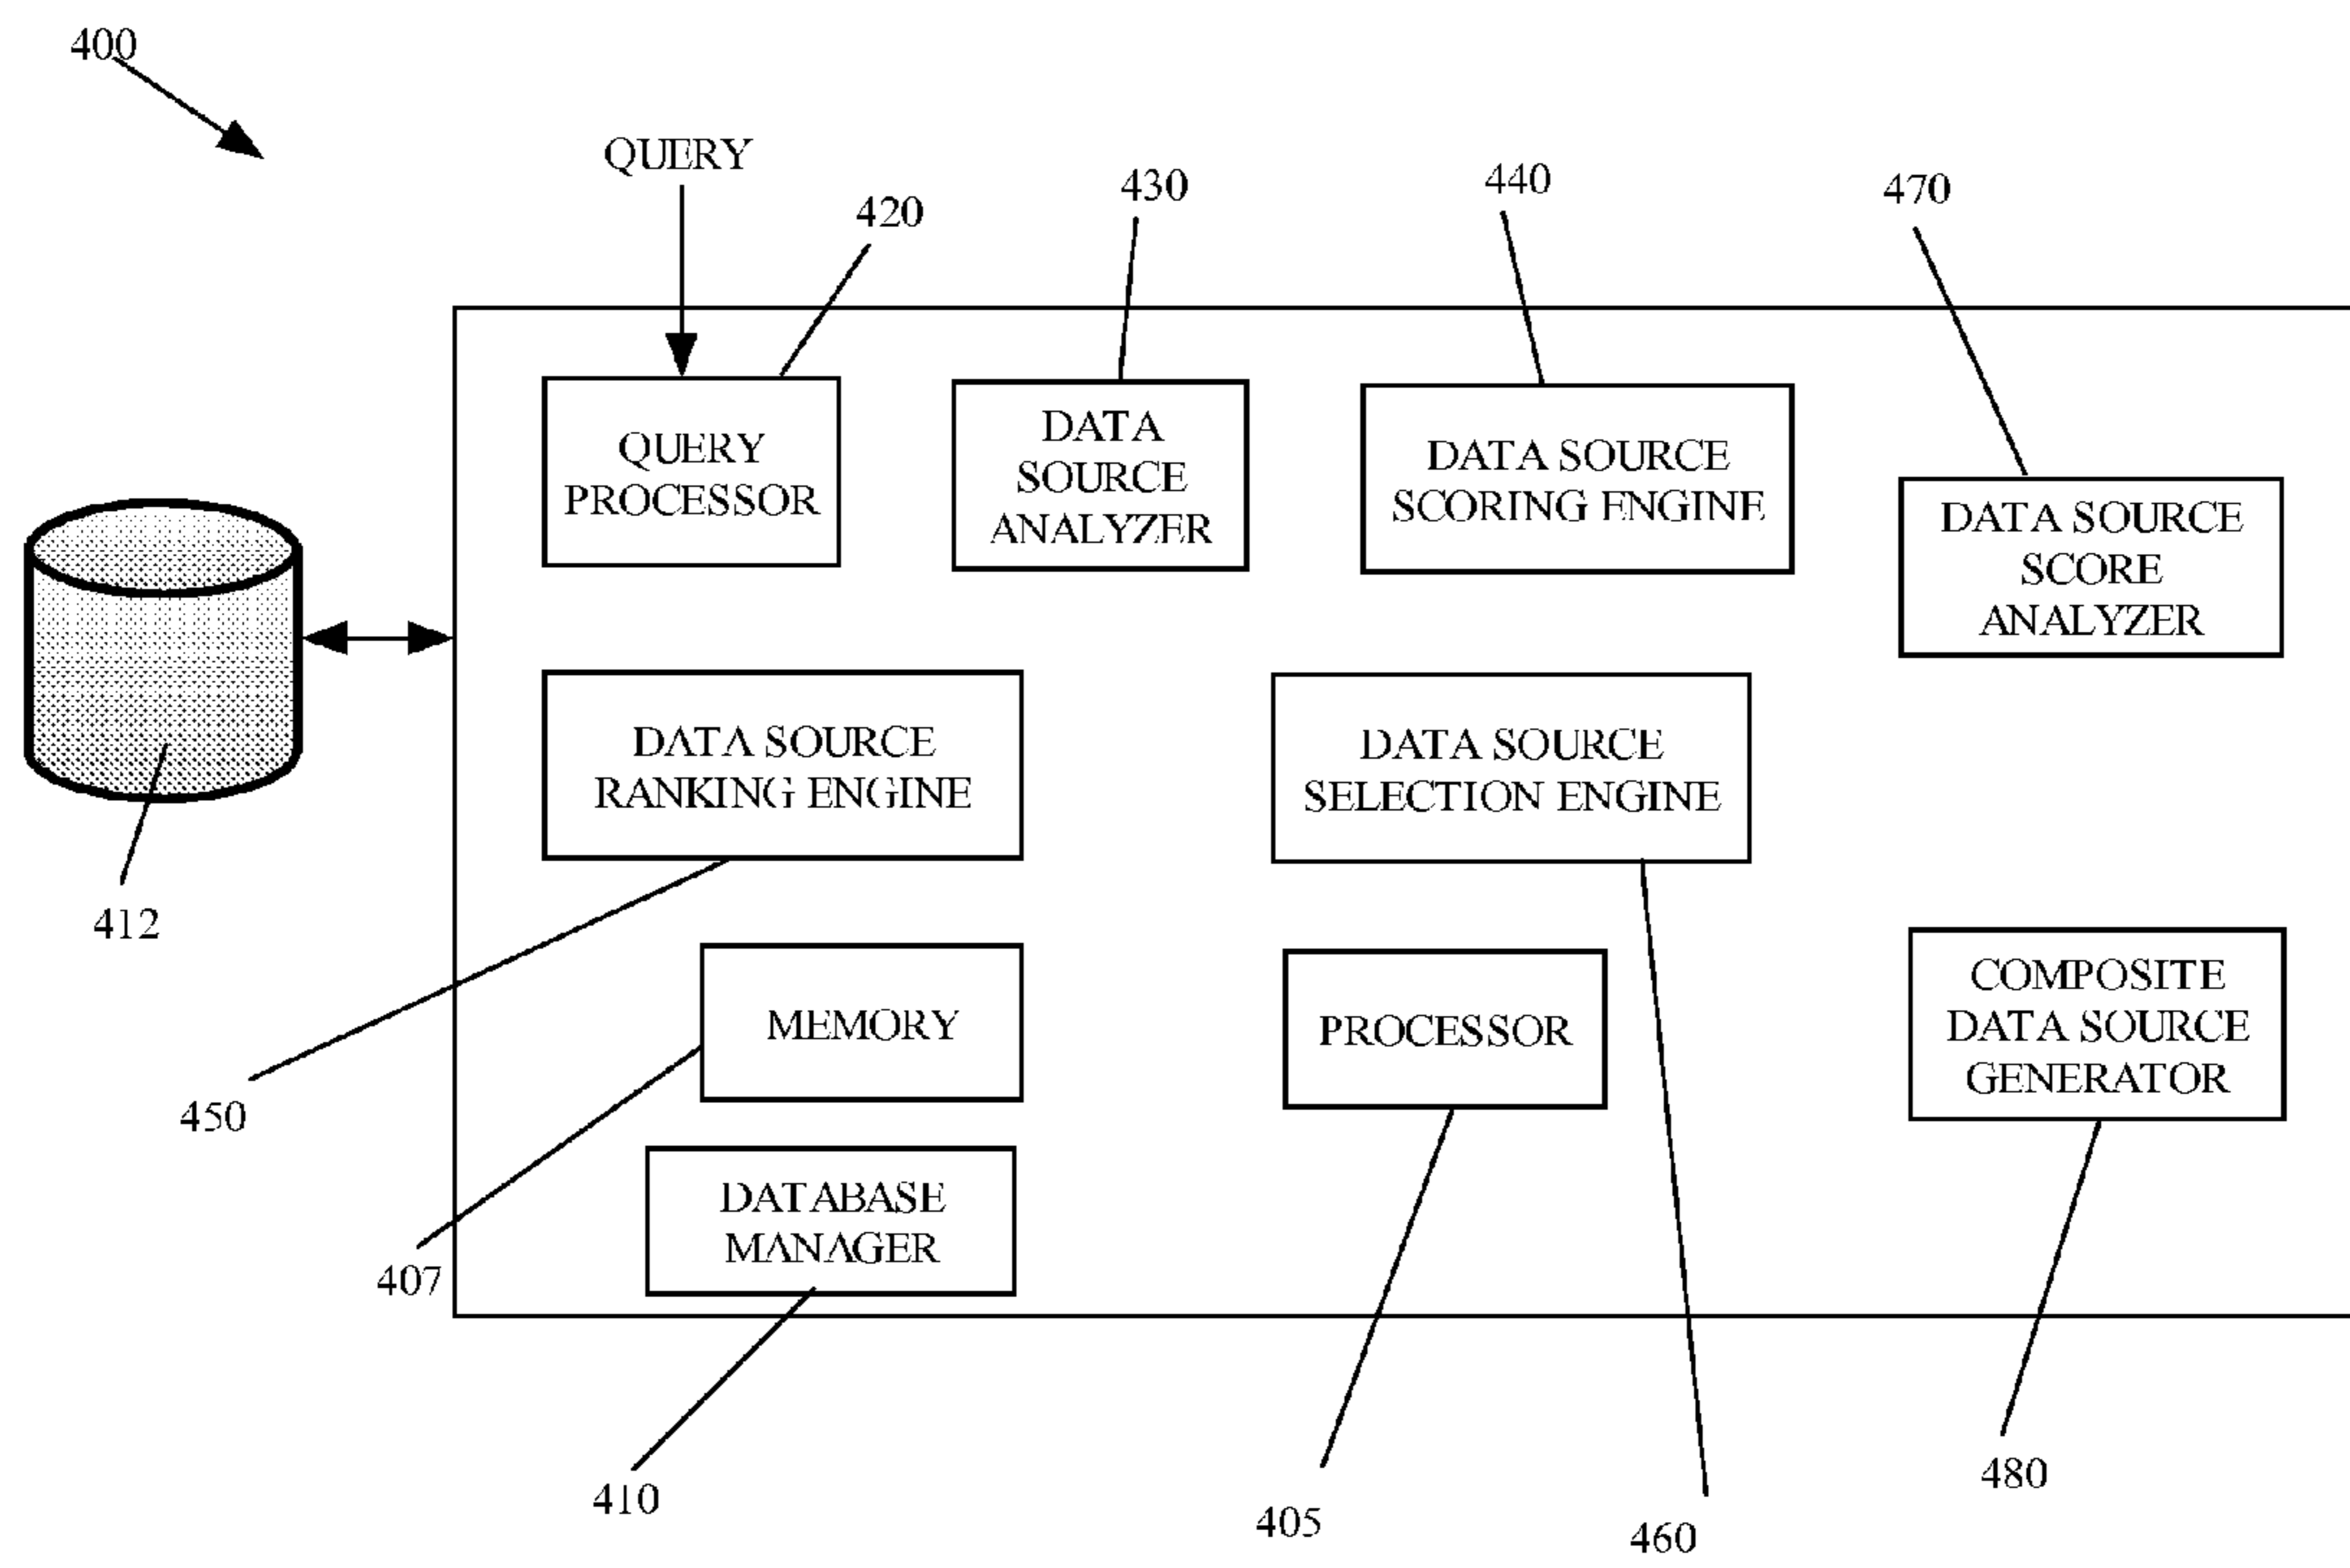 400
QUERY
420
430
440
470
QUERY
PROCESSOR
DATA
SOURCE
ANALYZER
DATA SOURCE
SCORING ENGINE
DATA SOURCE
SCORE
ANALYZER
DATA SOURCE
RANKING ENGINE
DATA SOURCE
SELECTION ENGINE
412
MEMORY
PROCESSOR
COMPOSITE
DATA SOURCE
GENERATOR
450
DATABASE
MANAGER
407
410
405
460
480